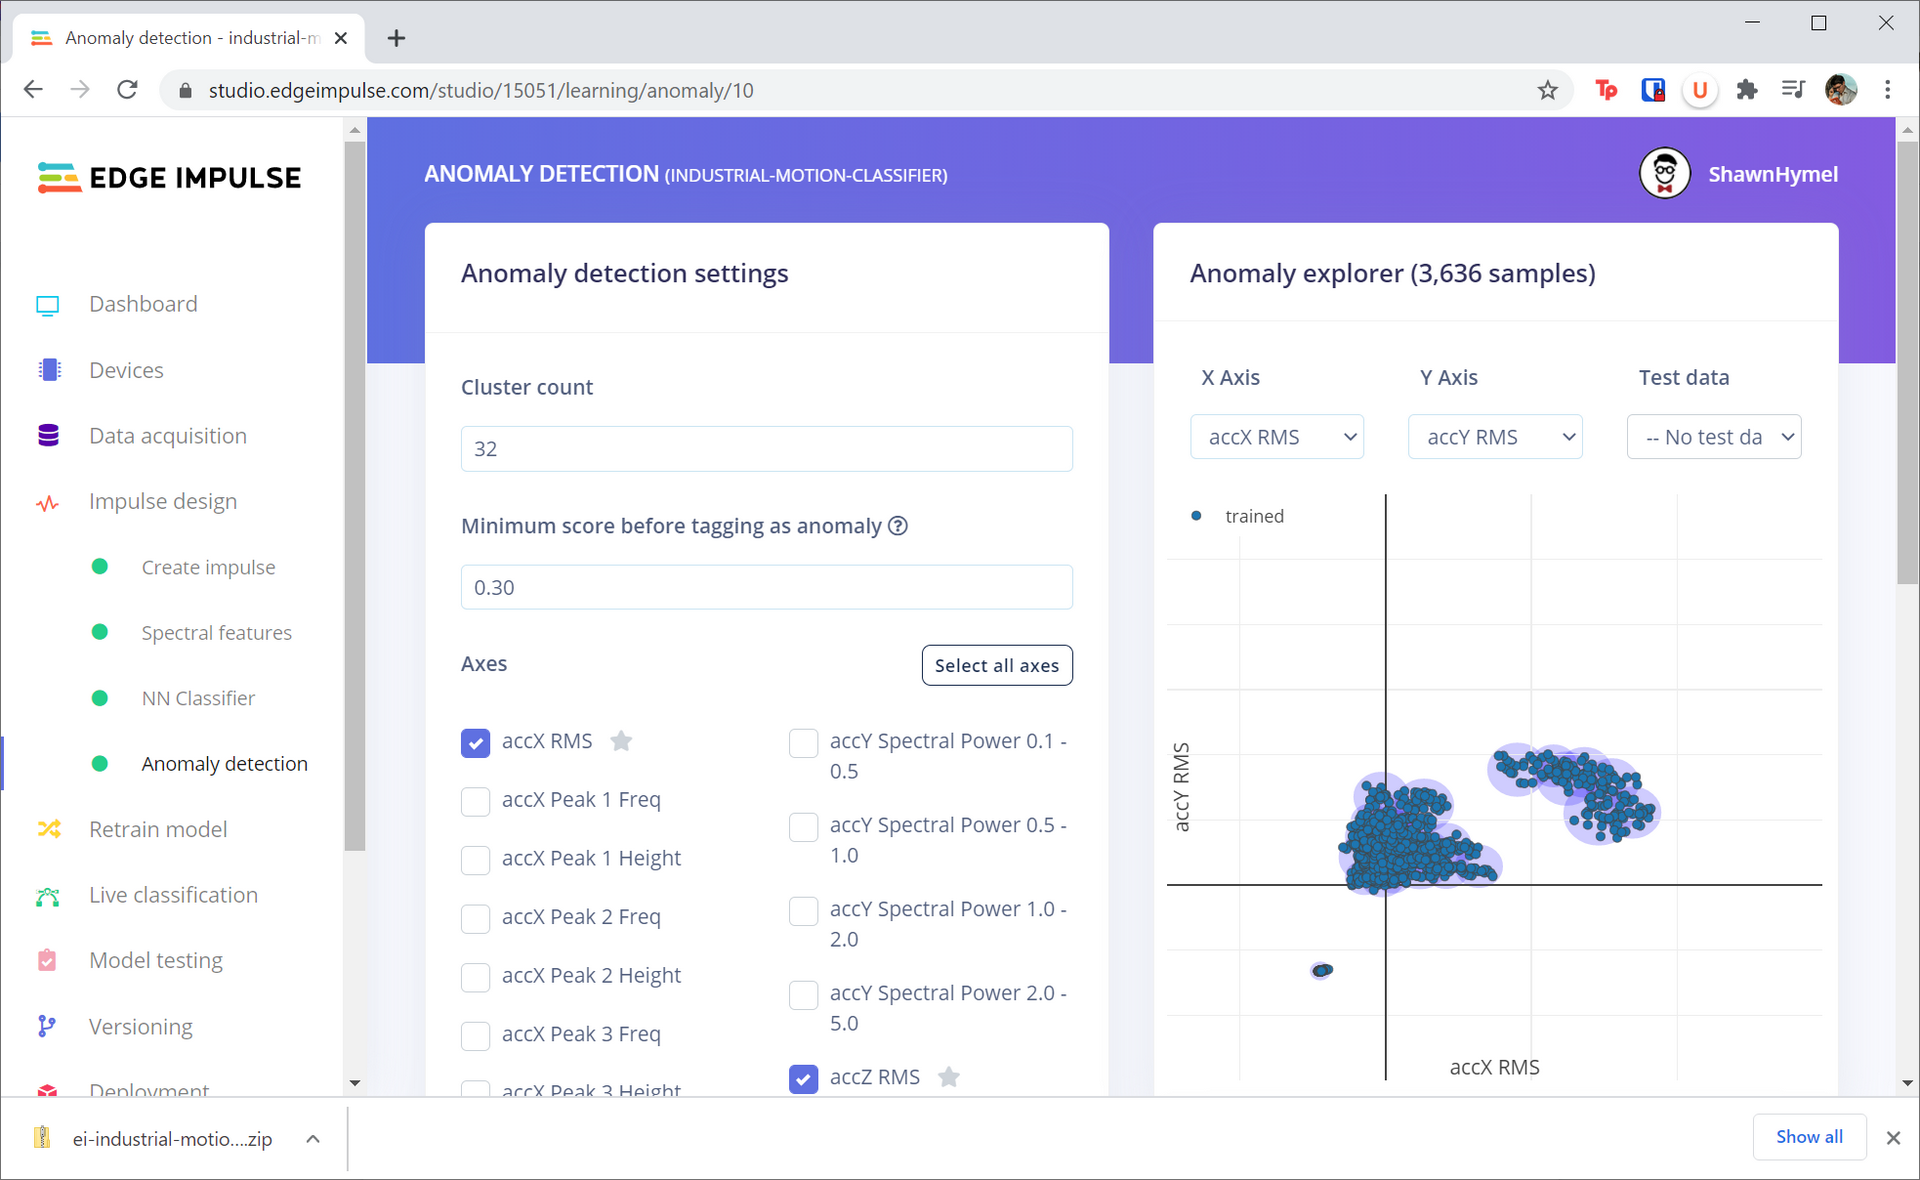 Anomaly detection - industrial-m
studio.edgeimpulse.com/studio/15051/learning/anomaly/10
Tp
U
EDGE IMPULSE
ANOMALY DETECTION (INDUSTRIAL-MOTION-CLASSIFIER)
ShawnHymel
Dashboard
Devices
Data acquisition
Impulse design
Create impulse
Spectral features
NN Classifier
Anomaly detection
Retrain model
Live classification
Model testing
Versioning
Deployment
Anomaly detection settings
Cluster count
32
Minimum score before tagging as anomaly ?
0.30
Axes
Select all axes
accX RMS
accX Peak 1 Freq
accX Peak 1 Height
accX Peak 2 Freq
accX Peak 2 Height
accX Peak 3 Freq
accX Peak 3 Height
accY Spectral Power 0.1 -
0.5
accY Spectral Power 0.5 -
1.0
accY Spectral Power 1.0 -
2.0
accY Spectral Power 2.0 -
5.0
accZ RMS
Anomaly explorer (3,636 samples)
X Axis
Y Axis
Test data
accX RMS
accY RMS
-- No test da
trained
accY RMS
accX RMS
ei-industrial-motio....zip
Show all